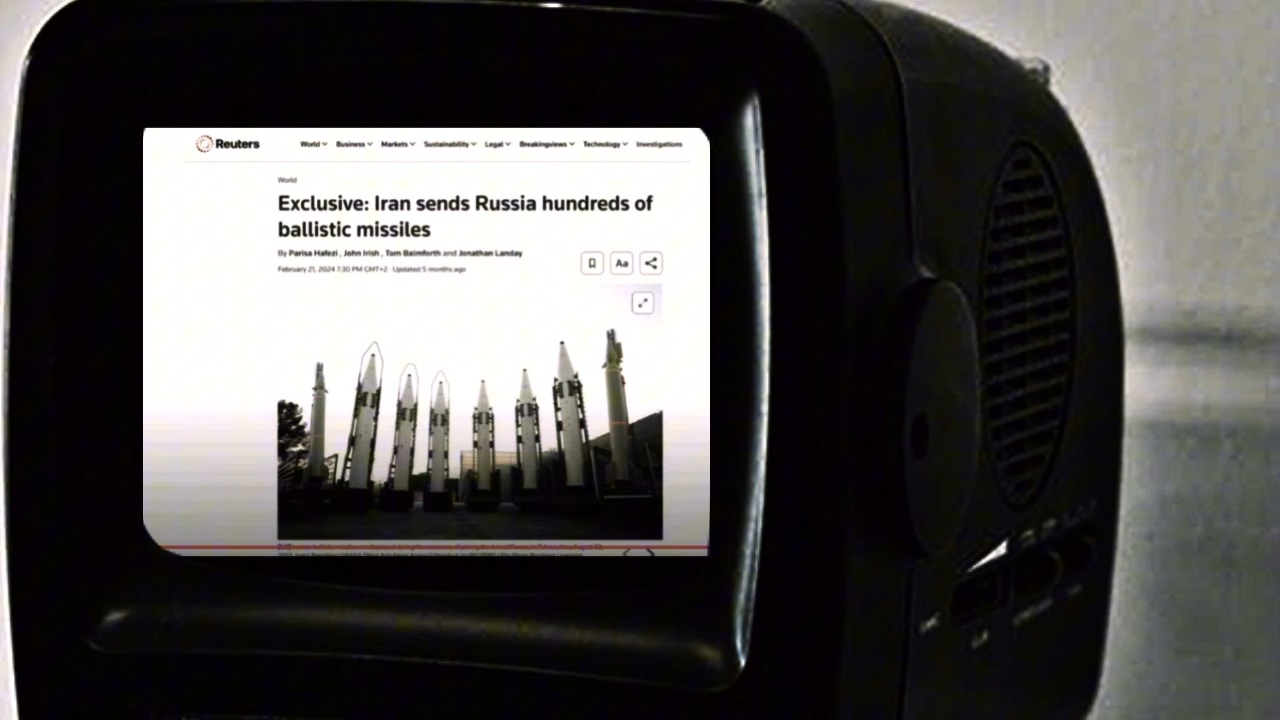 Reuters
World Business Markets Sustainability Legal Breakingviews Technology Investigations
World
Exclusive: Iran sends Russia hundreds of
ballistic missiles
By Parisa Hafezi , John Irish , Tom Balmforth and Jonathan Landay
February 21, 2024 7:30 PM GMT+2 · Updated 5 months ago
Aa